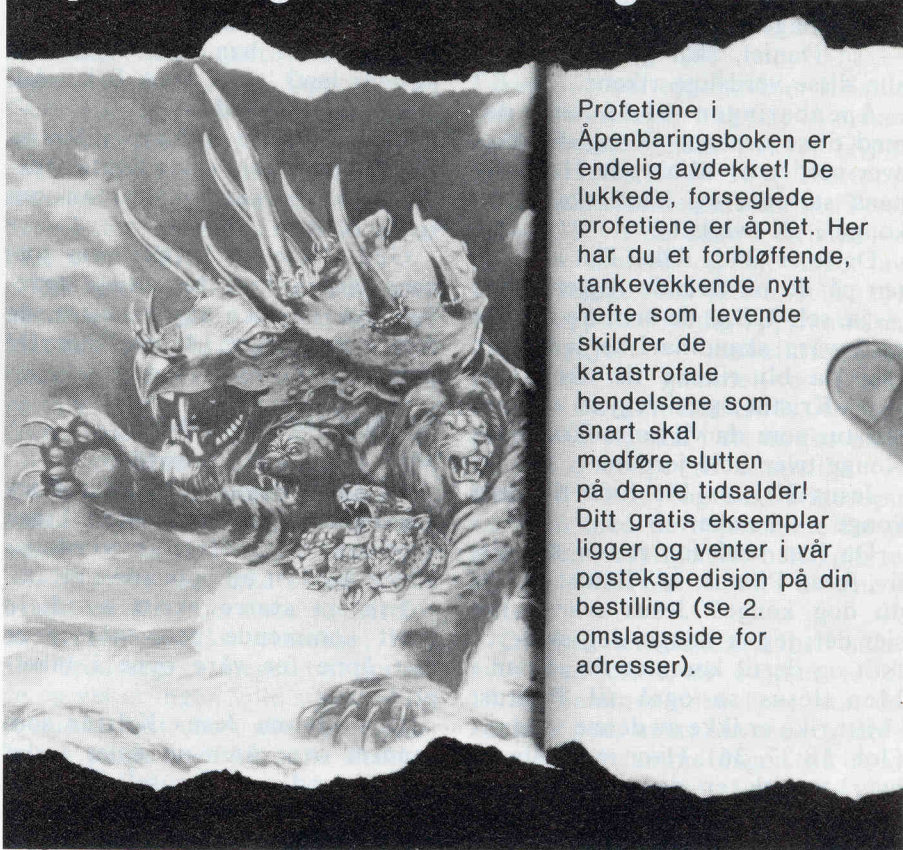 Profetiene i
Åpenbaringsboken er
endelig avdekket! De
lukkede, forseglede
profetiene er åpnet. Her
har du et forbløffende,
tankevekkende nytt
hefte som levende
skildrer de
katastrofale
hendelsene som
snart skal
medføre slutten
på denne tidsalder!
Ditt gratis eksemplar
ligger og venter i vår
postekspedisjon på din
bestilling (se 2.
omslagsside for
adresser).